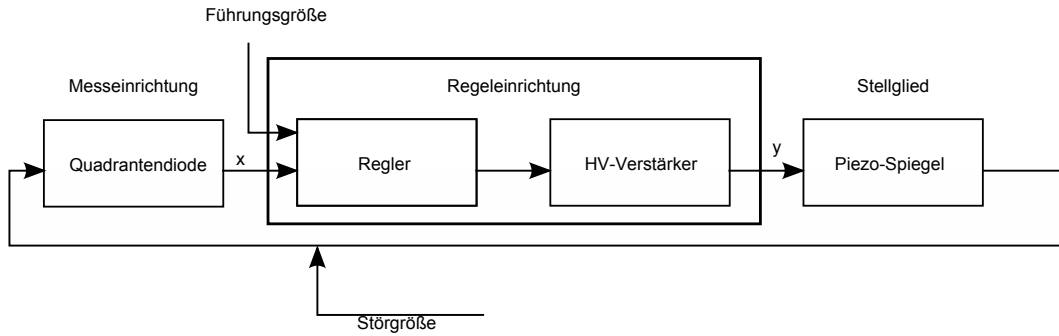 Führungsgröße
Messeinrichtung
Regeleinrichtung
Stellglied
Quadrantendiode
x
Regler
HV-Verstärker
y
Piezo-Spiegel
Störgröße